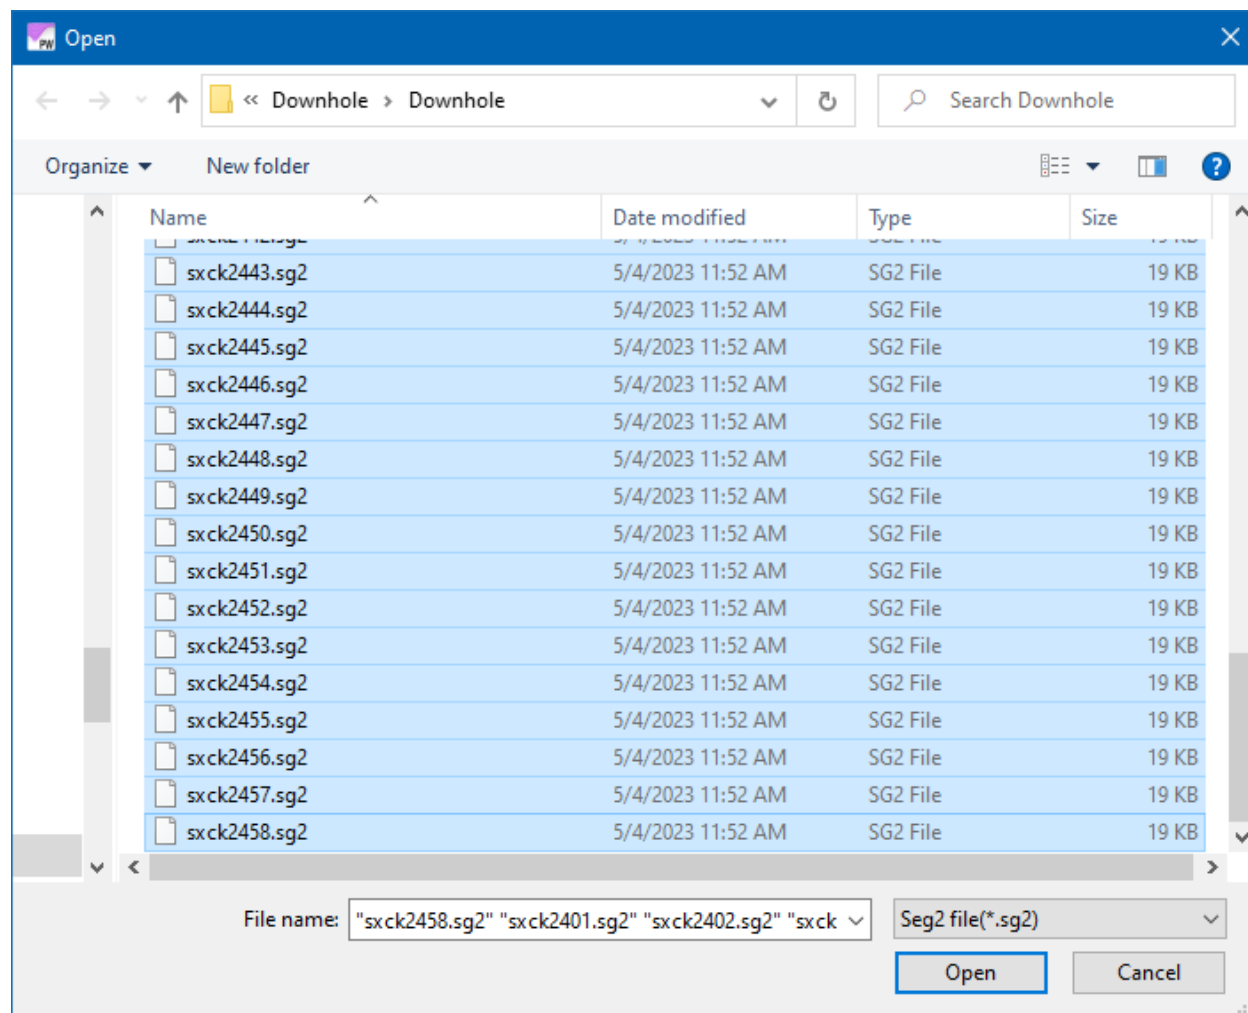 PW Open
« Downhole > Downhole Search Downhole
Organize New folder ?
Name Date modified Type Size
sxck2443.sg2 5/4/2023 11:52 AM SG2 File 19 KB
sxck2444.sg2 5/4/2023 11:52 AM SG2 File 19 KB
sxck2445.sg2 5/4/2023 11:52 AM SG2 File 19 KB
sxck2446.sg2 5/4/2023 11:52 AM SG2 File 19 KB
sxck2447.sg2 5/4/2023 11:52 AM SG2 File 19 KB
sxck2448.sg2 5/4/2023 11:52 AM SG2 File 19 KB
sxck2449.sg2 5/4/2023 11:52 AM SG2 File 19 KB
sxck2450.sg2 5/4/2023 11:52 AM SG2 File 19 KB
sxck2451.sg2 5/4/2023 11:52 AM SG2 File 19 KB
sxck2452.sg2 5/4/2023 11:52 AM SG2 File 19 KB
sxck2453.sg2 5/4/2023 11:52 AM SG2 File 19 KB
sxck2454.sg2 5/4/2023 11:52 AM SG2 File 19 KB
sxck2455.sg2 5/4/2023 11:52 AM SG2 File 19 KB
sxck2456.sg2 5/4/2023 11:52 AM SG2 File 19 KB
sxck2457.sg2 5/4/2023 11:52 AM SG2 File 19 KB
sxck2458.sg2 5/4/2023 11:52 AM SG2 File 19 KB
File name: "sxck2458.sg2" "sxck2401.sg2" "sxck2402.sg2" "sxck Seg2 file(*.sg2)
Open Cancel